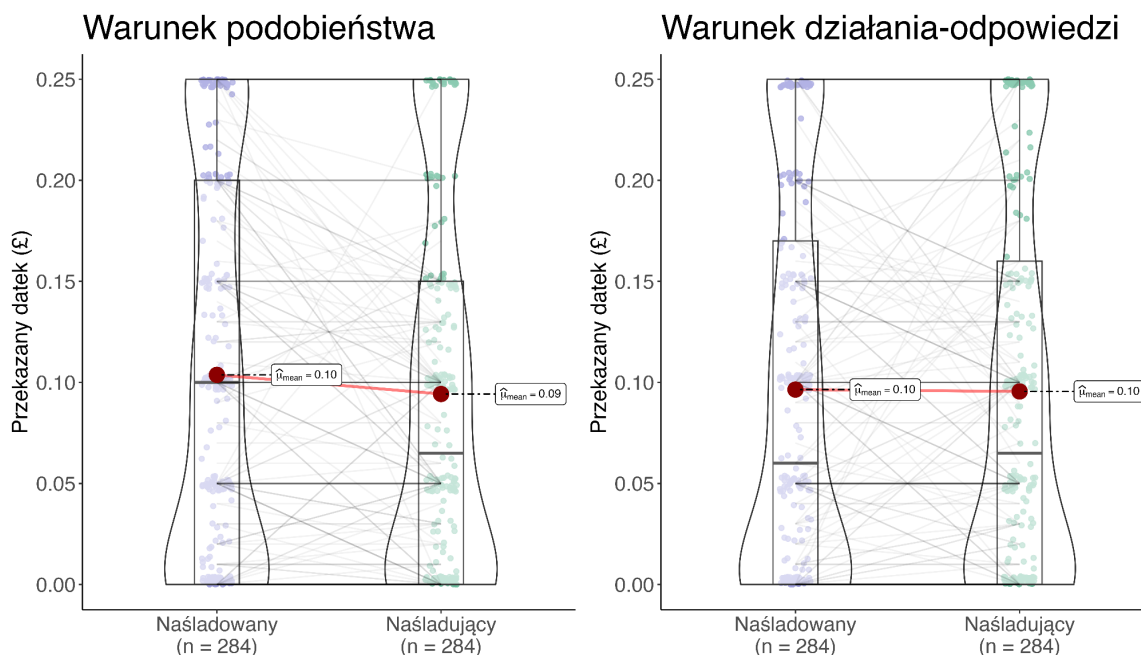 Warunek podobieństwa
Przekazany datek (£)
0.25
0.20
0.15
0.10
0.05
0.00
μ̂mean = 0.10
μ̂mean = 0.09
Naśladowany
(n = 284)
Naśladujący
(n = 284)
Warunek działania-odpowiedzi
Przekazany datek (£)
0.25
0.20
0.15
0.10
0.05
0.00
μ̂mean = 0.10
μ̂mean = 0.10
Naśladowany
(n = 284)
Naśladujący
(n = 284)